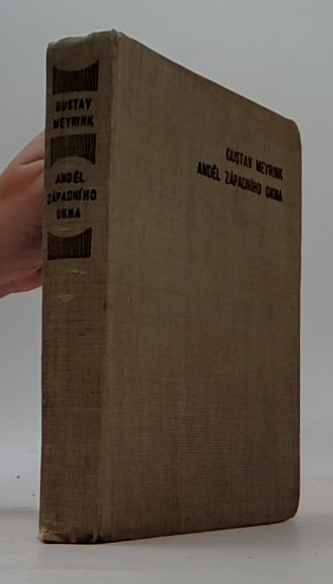 GUSTAV
MEYRINK
ANDĚL
ZÁPADNÍHO
OKNA
GUSTAV MEYRINK
ANDĚL ZÁPADNÍHO OKNA